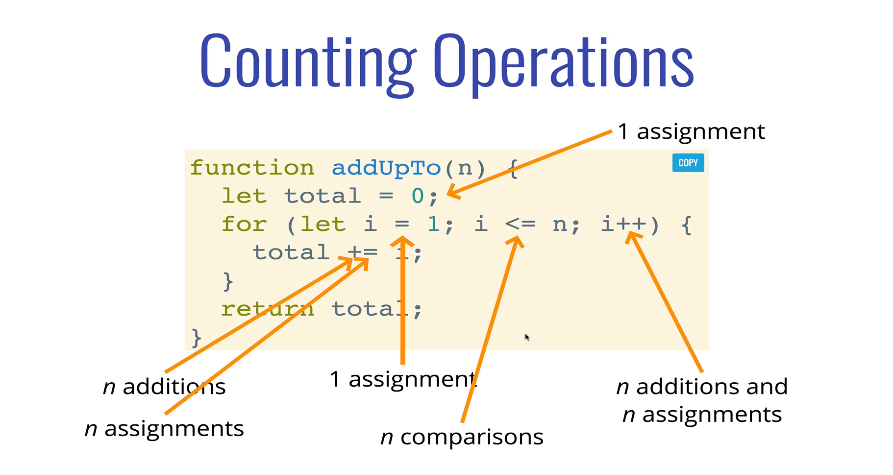 Counting Operations
1 assignment
COPY
function addUpTo(n) {
let total = 0;
for (let i = 1; i <= n; i++) {
total += i;
}
return total;
}
n additions
n assignments
1 assignment
n comparisons
n additions and
n assignments